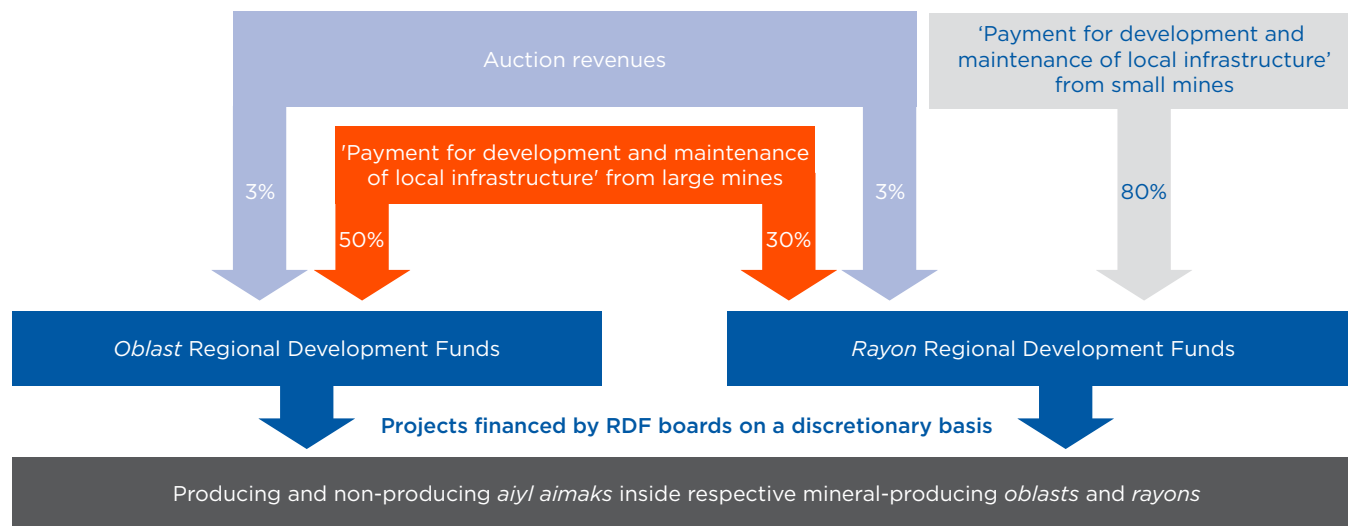 Auction revenues
‘Payment for development and
maintenance of local infrastructure’
from small mines
'Payment for development and maintenance
of local infrastructure' from large mines
3%
3%
80%
50%
30%
Oblast Regional Development Funds
Rayon Regional Development Funds
Projects financed by RDF boards on a discretionary basis
Producing and non-producing aiyl aimaks inside respective mineral-producing oblasts and rayons